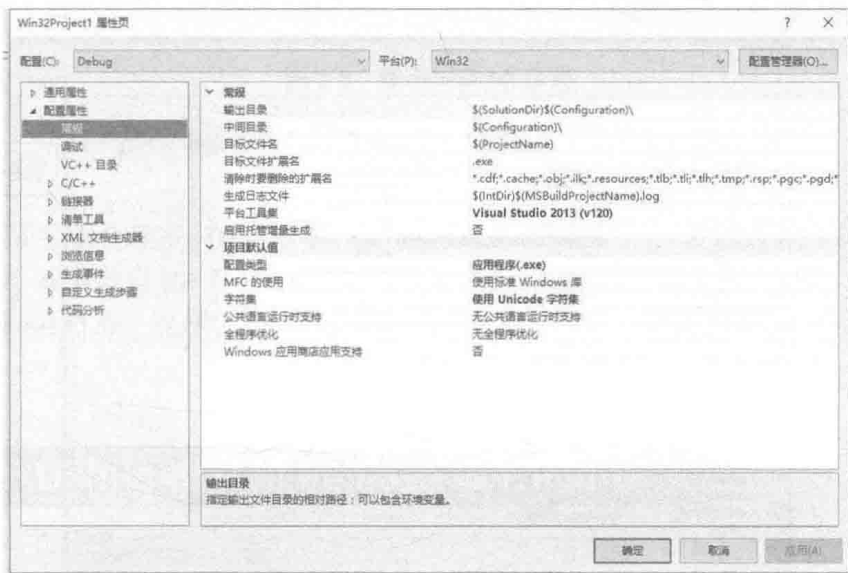 Win32Project1 属性页
? ×
配置(C): Debug 平台(P): Win32 配置管理器(O)...
通用属性
配置属性
常规
调试
VC++ 目录
C/C++
链接器
清单工具
XML 文档生成器
浏览信息
生成事件
自定义生成步骤
代码分析
常规
输出目录 $(SolutionDir)$(Configuration)\
中间目录 $(Configuration)\
目标文件名 $(ProjectName)
目标文件扩展名 .exe
清除时要删除的扩展名 *.cdf;*.cache;*.obj;*.ilk;*.resources;*.tlb;*.tli;*.tlh;*.tmp;*.rsp;*.pgc;*.pgd;*
生成日志文件 $(IntDir)$(MSBuildProjectName).log
平台工具集 Visual Studio 2013 (v120)
启用托管增量生成 否
项目默认值
配置类型 应用程序(.exe)
MFC 的使用 使用标准 Windows 库
字符集 使用 Unicode 字符集
公共语言运行时支持 无公共语言运行时支持
全程序优化 无全程序优化
Windows 应用商店应用支持 否
输出目录
指定输出文件目录的相对路径；可以包含环境变量。
确定 取消 应用(A)